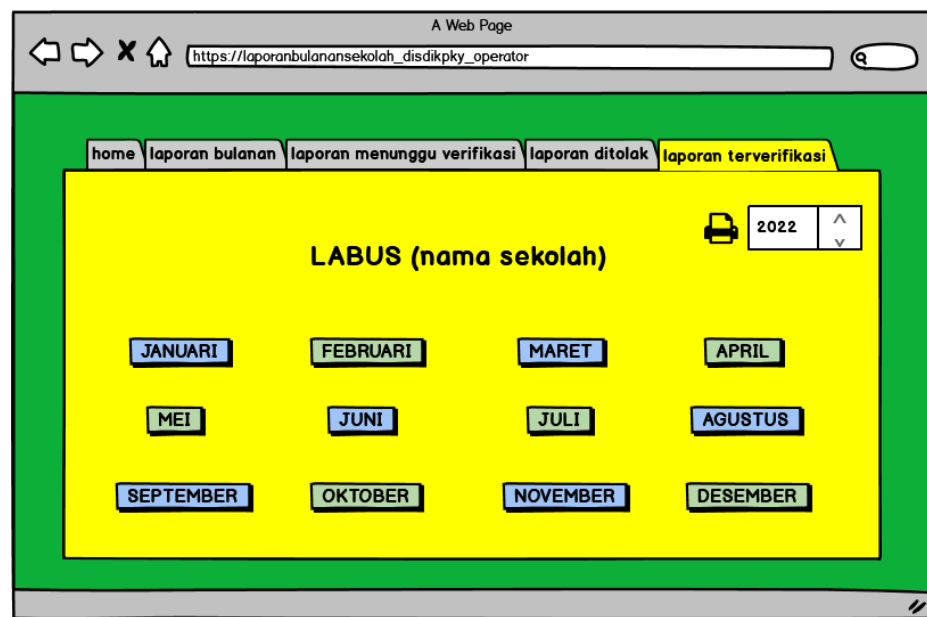 A Web Page
https://laporanbulanansekolah_disdikpky_operator
home laporan bulanan laporan menunggu verifikasi laporan ditolak laporan terverifikasi
2022
LABUS (nama sekolah)
JANUARI FEBRUARI MARET APRIL
MEI JUNI JULI AGUSTUS
SEPTEMBER OKTOBER NOVEMBER DESEMBER